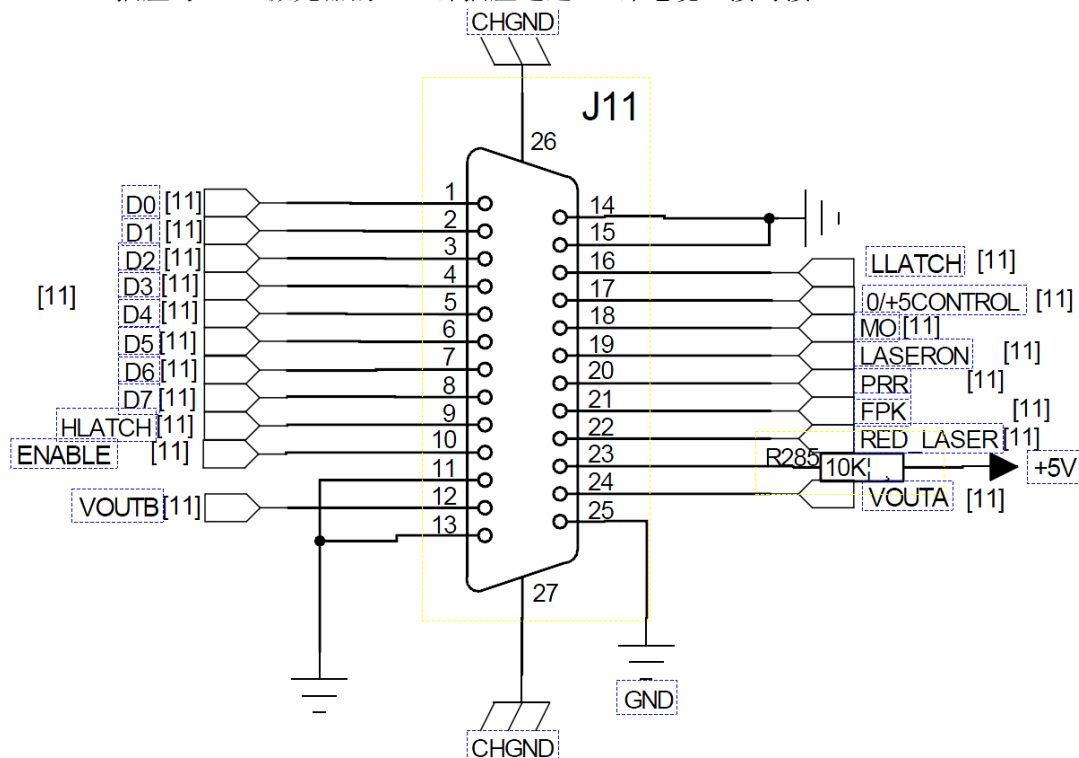 CHGND
J11
26
D0 [11] 1
D1 [11] 2
D2 [11] 3
D3 [11] 4
[11]
D4 [11] 5
D5 [11] 6
D6 [11] 7
D7 [11] 8
HLATCH [11] 9
ENABLE [11] 10
11
VOUTB [11] 12
13
14
15
16 LLATCH [11]
17 0/+5CONTROL [11]
18 MO [11]
19 LASERON [11]
20 PRR [11]
21 FPK [11]
22 RED LASER [11]
23 R285 10K +5V
24 VOUTA [11]
25
27
GND
CHGND